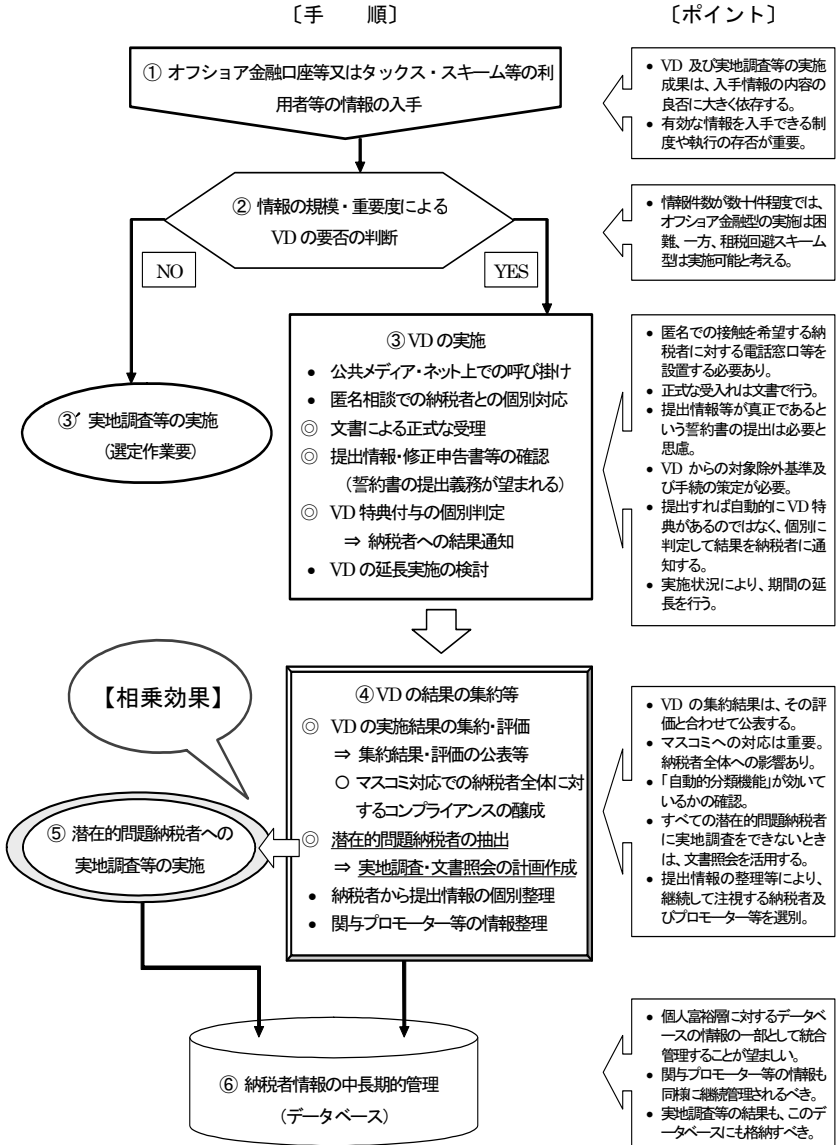 〔手　　順〕
〔ポイント〕
① オフショア金融口座等又はタックス・スキーム等の利
用者等の情報の入手
• VD 及び実地調査等の実施
成果は、入手情報の内容の
良否に大きく依存する。
• 有効な情報を入手できる制
度や執行の存否が重要。
② 情報の規模・重要度による
VD の要否の判断
• 情報件数が数十件程度では、
オフショア金融型の実施は困
難、一方、租税回避スキーム
型は実施可能と考える。
NO
YES
③ VD の実施
• 公共メディア・ネット上での呼び掛け
• 匿名相談での納税者との個別対応
◎ 文書による正式な受理
◎ 提出情報・修正申告書等の確認
（誓約書の提出義務が望まれる）
◎ VD 特典付与の個別判定
⇒ 納税者への結果通知
• VD の延長実施の検討
③′ 実地調査等の実施
（選定作業要）
• 匿名での接触を希望する納
税者に対する電話窓口等を
設置する必要あり。
• 正式な受入れは文書で行う。
• 提出情報等が真正であると
いう誓約書の提出は必要と
思慮。
• VD からの対象除外基準及
び手続の策定が必要。
• 提出すれば自動的に VD 特
典があるのではなく、個別に
判定して結果を納税者に通
知する。
• 実施状況により、期間の延
長を行う。
【相乗効果】
④ VD の結果の集約等
◎ VD の実施結果の集約・評価
⇒ 集約結果・評価の公表等
○ マスコミ対応での納税者全体に対
するコンプライアンスの醸成
◎ 潜在的問題納税者の抽出
⇒ 実地調査・文書照会の計画作成
• 納税者から提出情報の個別整理
• 関与プロモーター等の情報整理
⑤ 潜在的問題納税者への
実地調査等の実施
• VD の集約結果は、その評
価と合わせて公表する。
• マスコミへの対応は重要。
納税者全体への影響あり。
• 「自動的分類機能」が効いて
いるかの確認。
• すべての潜在的問題納税者
に実地調査をできないとき
は、文書照会を活用する。
• 提出情報の整理等により、
継続して注視する納税者及
びプロモーター等を選別。
⑥ 納税者情報の中長期的管理
（データベース）
• 個人富裕層に対するデータベ
ースの情報の一部として統合
管理することが望ましい。
• 関与プロモーター等の情報も
同様に継続管理されるべき。
• 実地調査等の結果も、このデ
ータベースにも格納すべき。